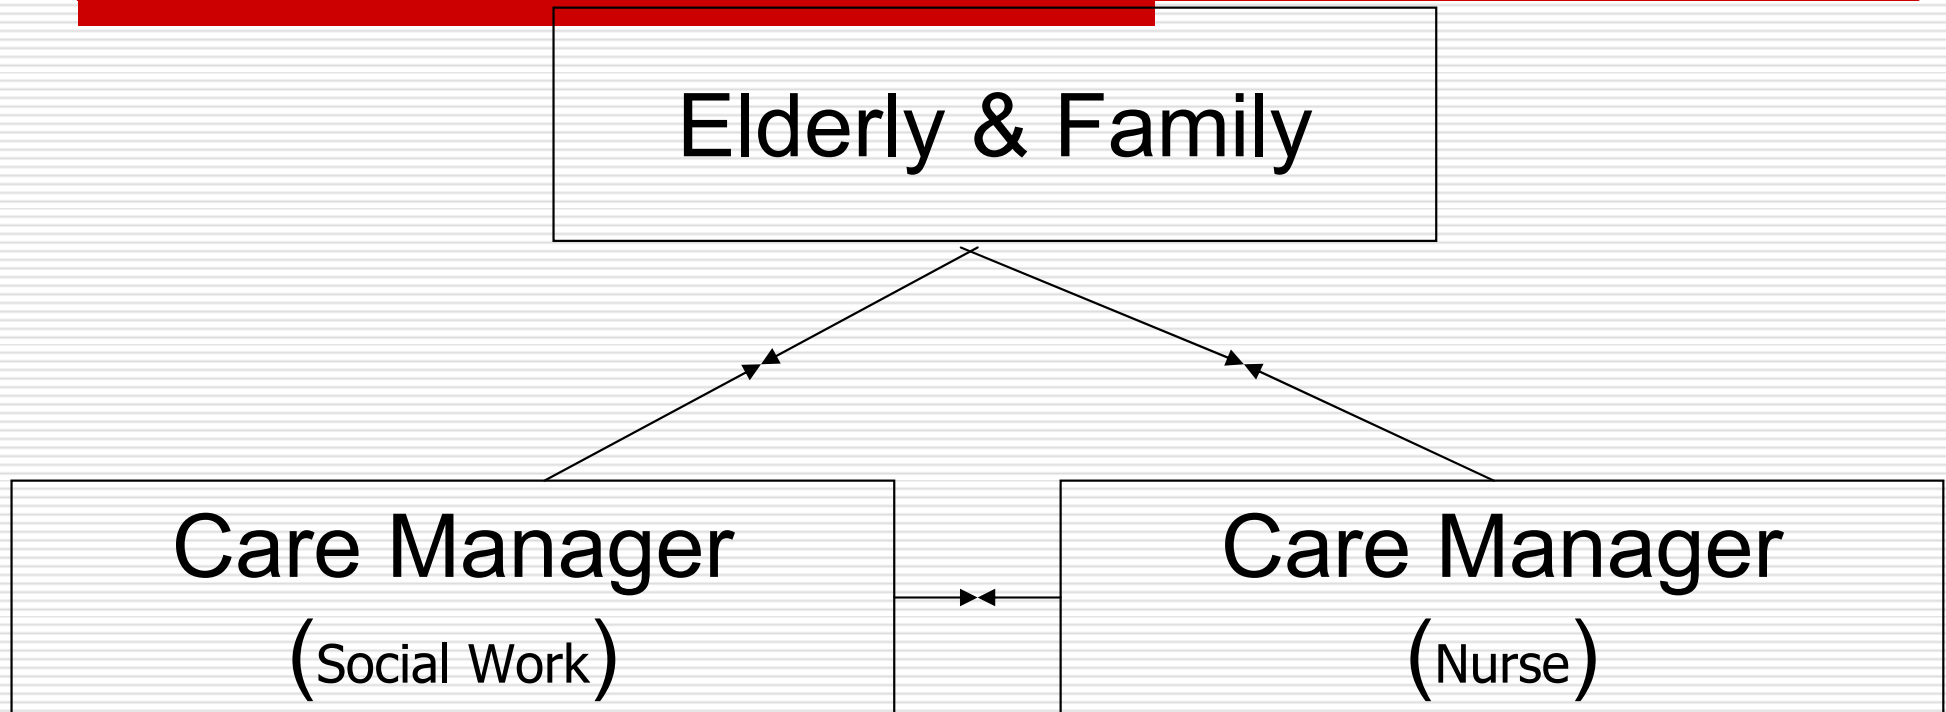 Elderly & Family
Care Manager
(Social Work)
Care Manager
(Nurse)